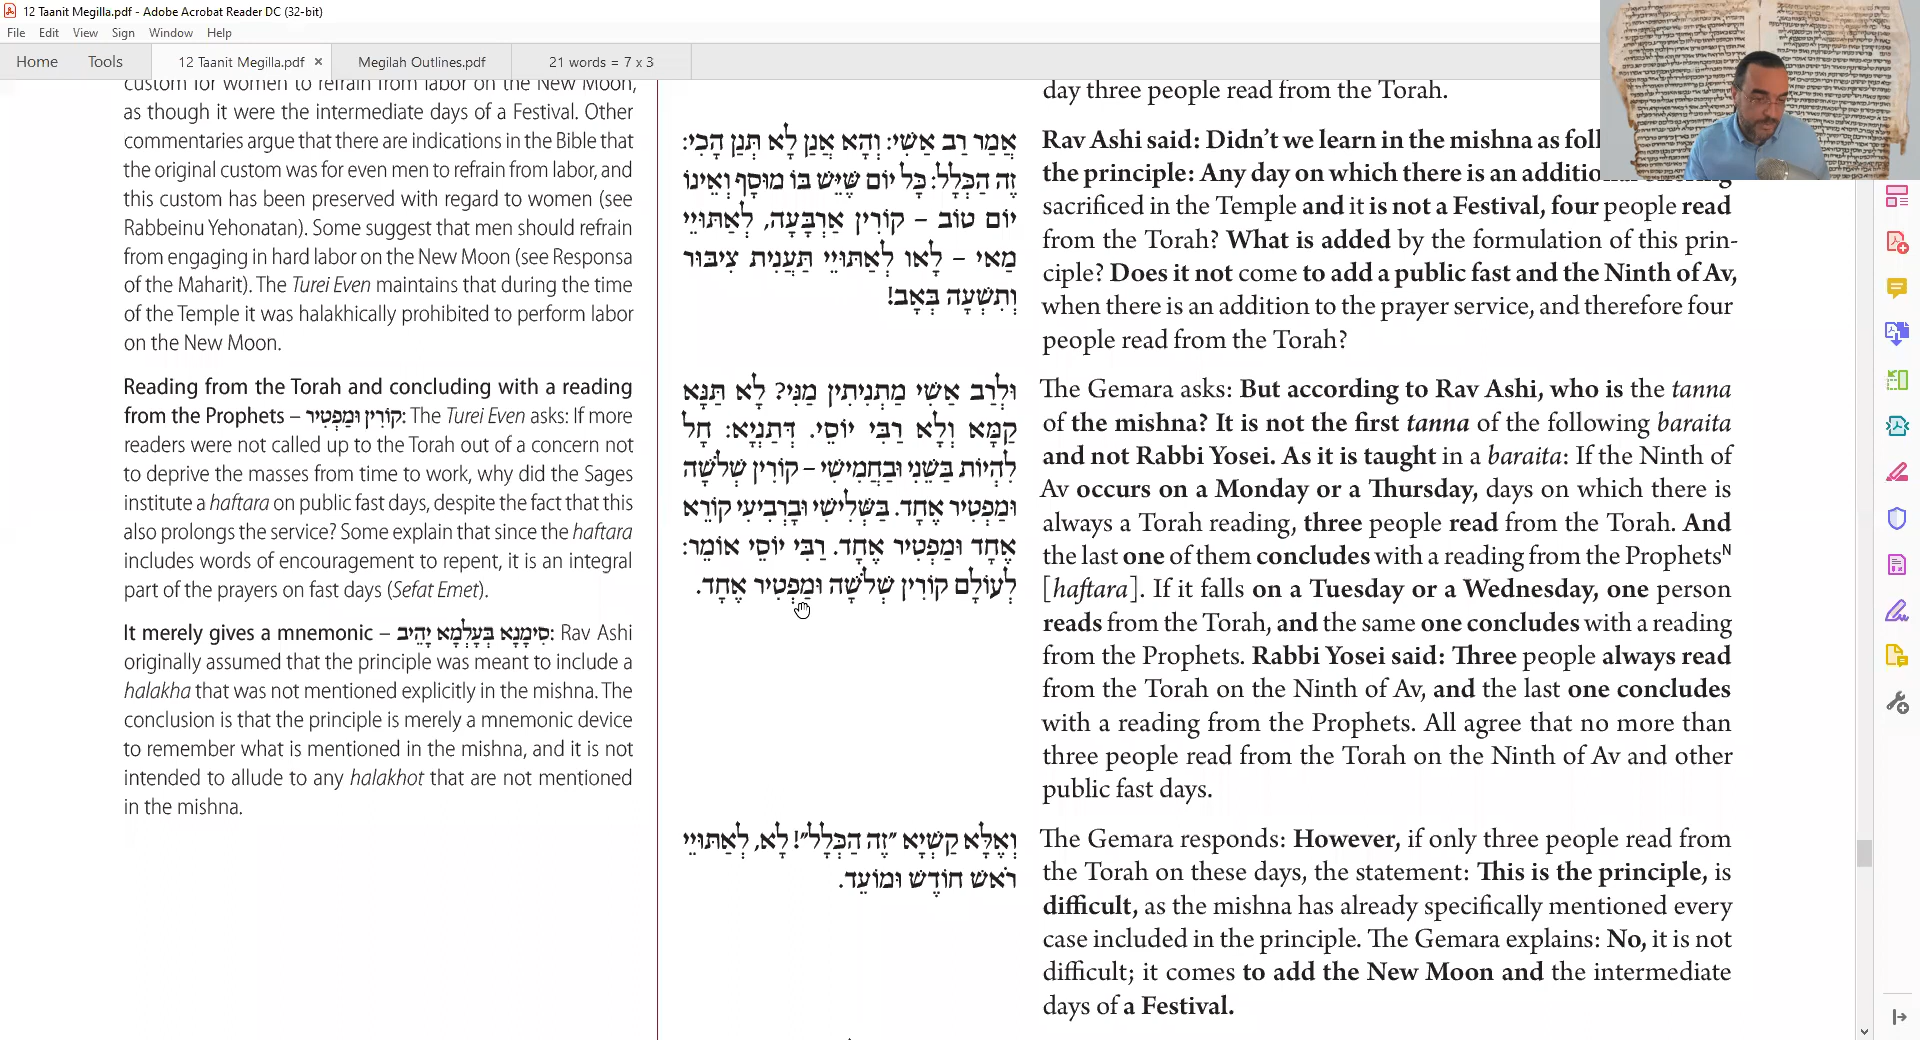 12 Taanit Megilla.pdf - Adobe Acrobat Reader DC (32-bit)
File Edit View Sign Window Help
Home Tools 12 Taanit Megilla.pdf × Megilah Outlines.pdf 21 words = 7 x 3
custom for women to refrain from labor on the New Moon,
as though it were the intermediate days of a Festival. Other
commentaries argue that there are indications in the Bible that
the original custom was for even men to refrain from labor, and
this custom has been preserved with regard to women (see
Rabbeinu Yehonatan). Some suggest that men should refrain
from engaging in hard labor on the New Moon (see Responsa
of the Maharit). The Turei Even maintains that during the time
of the Temple it was halakhically prohibited to perform labor
on the New Moon.
Reading from the Torah and concluding with a reading
from the Prophets – קוֹרִין וּמַפְטִיר: The Turei Even asks: If more
readers were not called up to the Torah out of a concern not
to deprive the masses from time to work, why did the Sages
institute a haftara on public fast days, despite the fact that this
also prolongs the service? Some explain that since the haftara
includes words of encouragement to repent, it is an integral
part of the prayers on fast days (Sefat Emet).
It merely gives a mnemonic – סִימָנָא בְּעָלְמָא יָהֵיב: Rav Ashi
originally assumed that the principle was meant to include a
halakha that was not mentioned explicitly in the mishna. The
conclusion is that the principle is merely a mnemonic device
to remember what is mentioned in the mishna, and it is not
intended to allude to any halakhot that are not mentioned
in the mishna.
אֲמַר רַב אַשִׁי: וְהָא אֲנַן לָא תְּנַן הָכִי:
זֶה הַכְּלָל: כׇּל יוֹם שֶׁיֵּשׁ בּוֹ מוּסָף וְאֵינוֹ
יוֹם טוֹב – קוֹרִין אַרְבָּעָה, לְאַתּוֹיֵי
מַאי – לָאו לְאַתּוֹיֵי תַּעֲנִית צִיבּוּר
וְתִשְׁעָה בְּאָב!
וּלְרַב אַשִׁי מַתְנִיתִין מַנִּי? לָא תַּנָּא
קַמָּא וְלָא רַבִּי יוֹסֵי. דְּתַנְיָא: חָל
לִהְיוֹת בַּשֵּׁנִי וּבַחֲמִישִׁי – קוֹרִין שְׁלֹשָׁה
וּמַפְטִיר אֶחָד. בַּשְּׁלִישִׁי וּבָרְבִיעִי קוֹרֵא
אֶחָד וּמַפְטִיר אֶחָד. רַבִּי יוֹסֵי אוֹמֵר:
לְעוֹלָם קוֹרִין שְׁלֹשָׁה וּמַפְטִיר אֶחָד.
וְאֶלָּא קַשְׁיָא ״זֶה הַכְּלָל״! לָא, לְאַתּוֹיֵי
רֹאשׁ חוֹדֶשׁ וּמוֹעֵד.
day three people read from the Torah.
Rav Ashi said: Didn't we learn in the mishna as
the principle: Any day on which there is an
sacrificed in the Temple and it is not a Festival, four people read
from the Torah? What is added by the formulation of this prin-
ciple? Does it not come to add a public fast and the Ninth of Av,
when there is an addition to the prayer service, and therefore four
people read from the Torah?
The Gemara asks: But according to Rav Ashi, who is the tanna
of the mishna? It is not the first tanna of the following baraita
and not Rabbi Yosei. As it is taught in a baraita: If the Ninth of
Av occurs on a Monday or a Thursday, days on which there is
always a Torah reading, three people read from the Torah. And
the last one of them concludes with a reading from the ProphetsN
[haftara]. If it falls on a Tuesday or a Wednesday, one person
reads from the Torah, and the same one concludes with a reading
from the Prophets. Rabbi Yosei said: Three people always read
from the Torah on the Ninth of Av, and the last one concludes
with a reading from the Prophets. All agree that no more than
three people read from the Torah on the Ninth of Av and other
public fast days.
The Gemara responds: However, if only three people read from
the Torah on these days, the statement: This is the principle, is
difficult, as the mishna has already specifically mentioned every
case included in the principle. The Gemara explains: No, it is not
difficult; it comes to add the New Moon and the intermediate
days of a Festival.